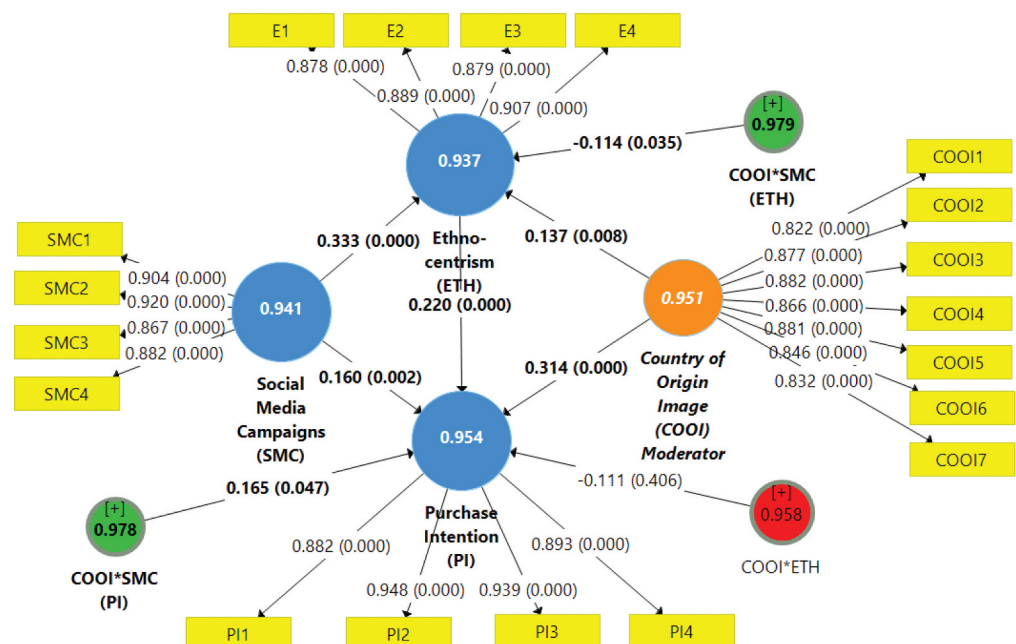 E1
E2
E3
E4
0.878 (0.000)
0.889 (0.000)
0.879 (0.000)
0.907 (0.000)
[+]
0.979
COOI*SMC
(ETH)
-0.114 (0.035)
0.937
Ethno-
centrism
(ETH)
0.333 (0.000)
0.137 (0.008)
0.220 (0.000)
SMC1
SMC2
SMC3
SMC4
0.904 (0.000)
0.920 (0.000)
0.867 (0.000)
0.882 (0.000)
0.941
Social
Media
Campaigns
(SMC)
0.160 (0.002)
0.314 (0.000)
0.951
Country of
Origin
Image
(COOI)
Moderator
COOI1
COOI2
COOI3
COOI4
COOI5
COOI6
COOI7
0.822 (0.000)
0.877 (0.000)
0.882 (0.000)
0.866 (0.000)
0.881 (0.000)
0.846 (0.000)
0.832 (0.000)
0.954
Purchase
Intention
(PI)
0.165 (0.047)
[+]
0.978
COOI*SMC
(PI)
-0.111 (0.406)
[+]
0.958
COOI*ETH
0.882 (0.000)
0.948 (0.000)
0.939 (0.000)
0.893 (0.000)
PI1
PI2
PI3
PI4